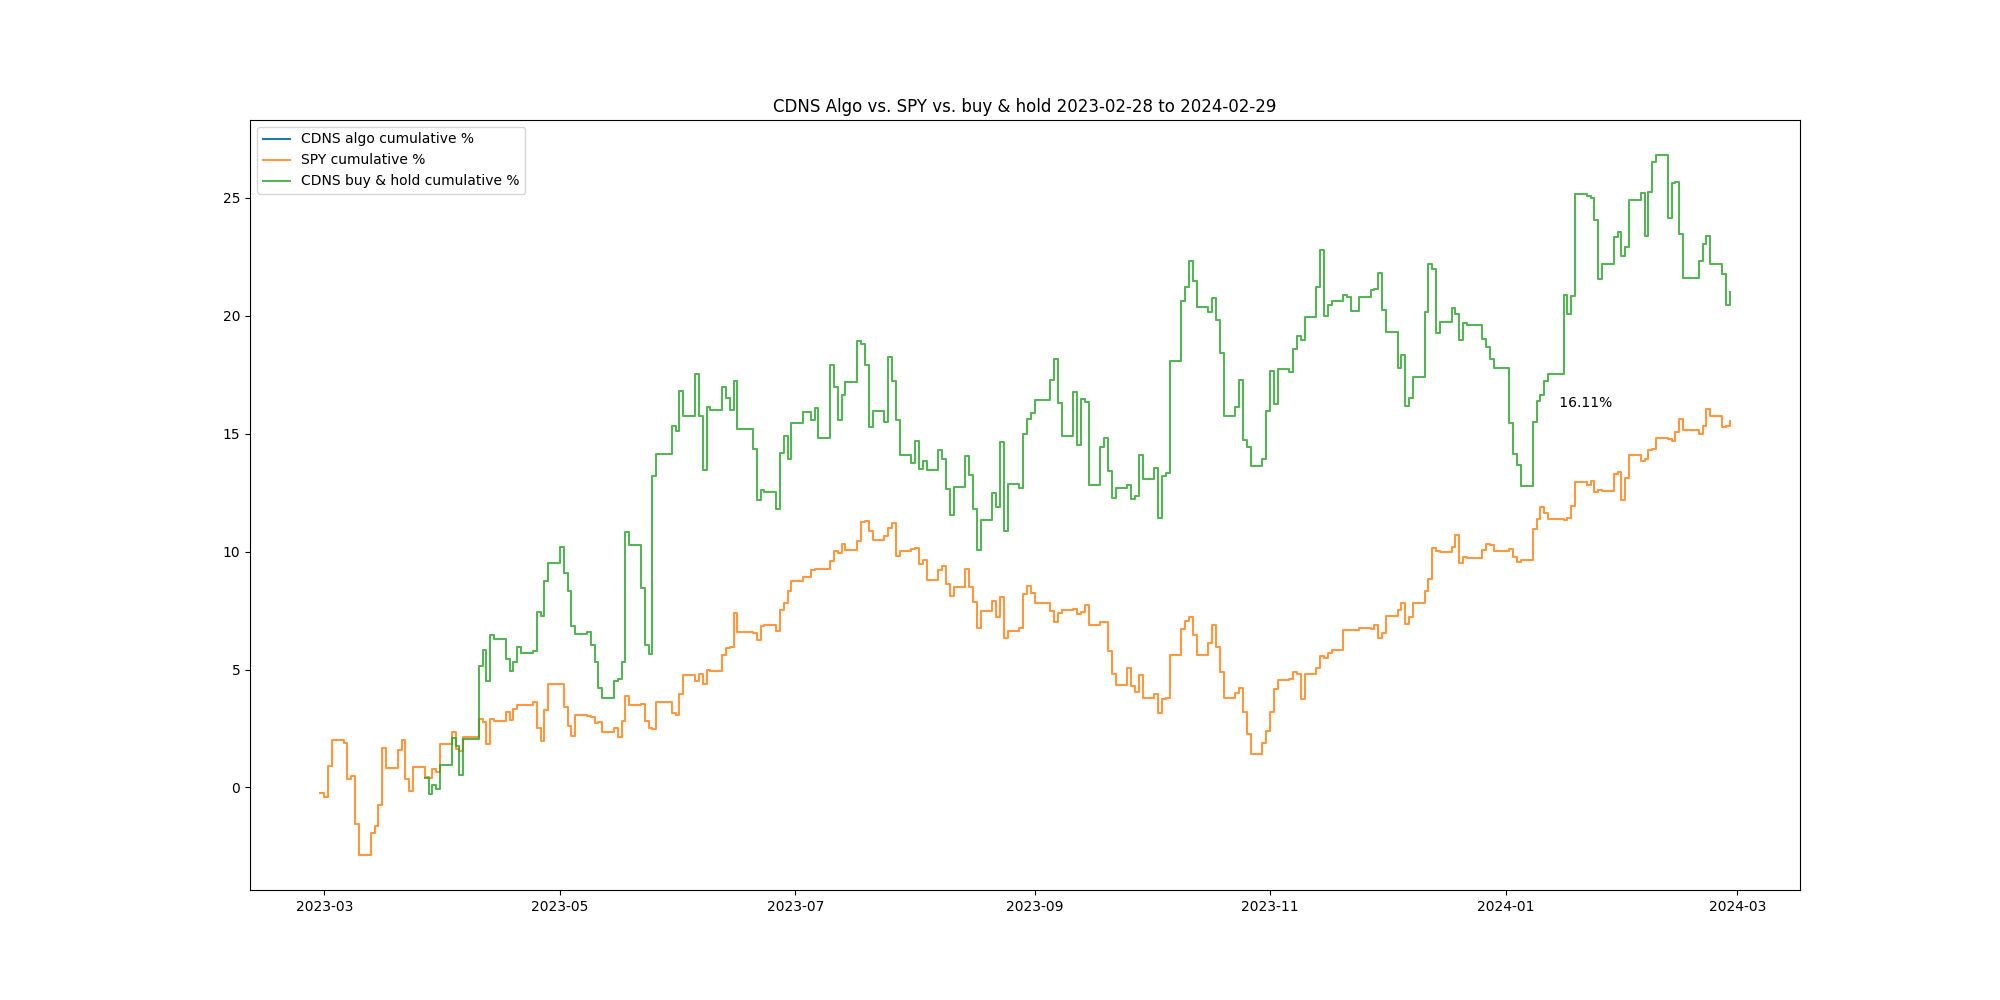 CDNS Algo vs. SPY vs. buy & hold 2023-02-28 to 2024-02-29
CDNS algo cumulative %
SPY cumulative %
CDNS buy & hold cumulative %
25
20
16.11%
15
10
5
0
2023-03 2023-05 2023-07 2023-09 2023-11 2024-01 2024-03